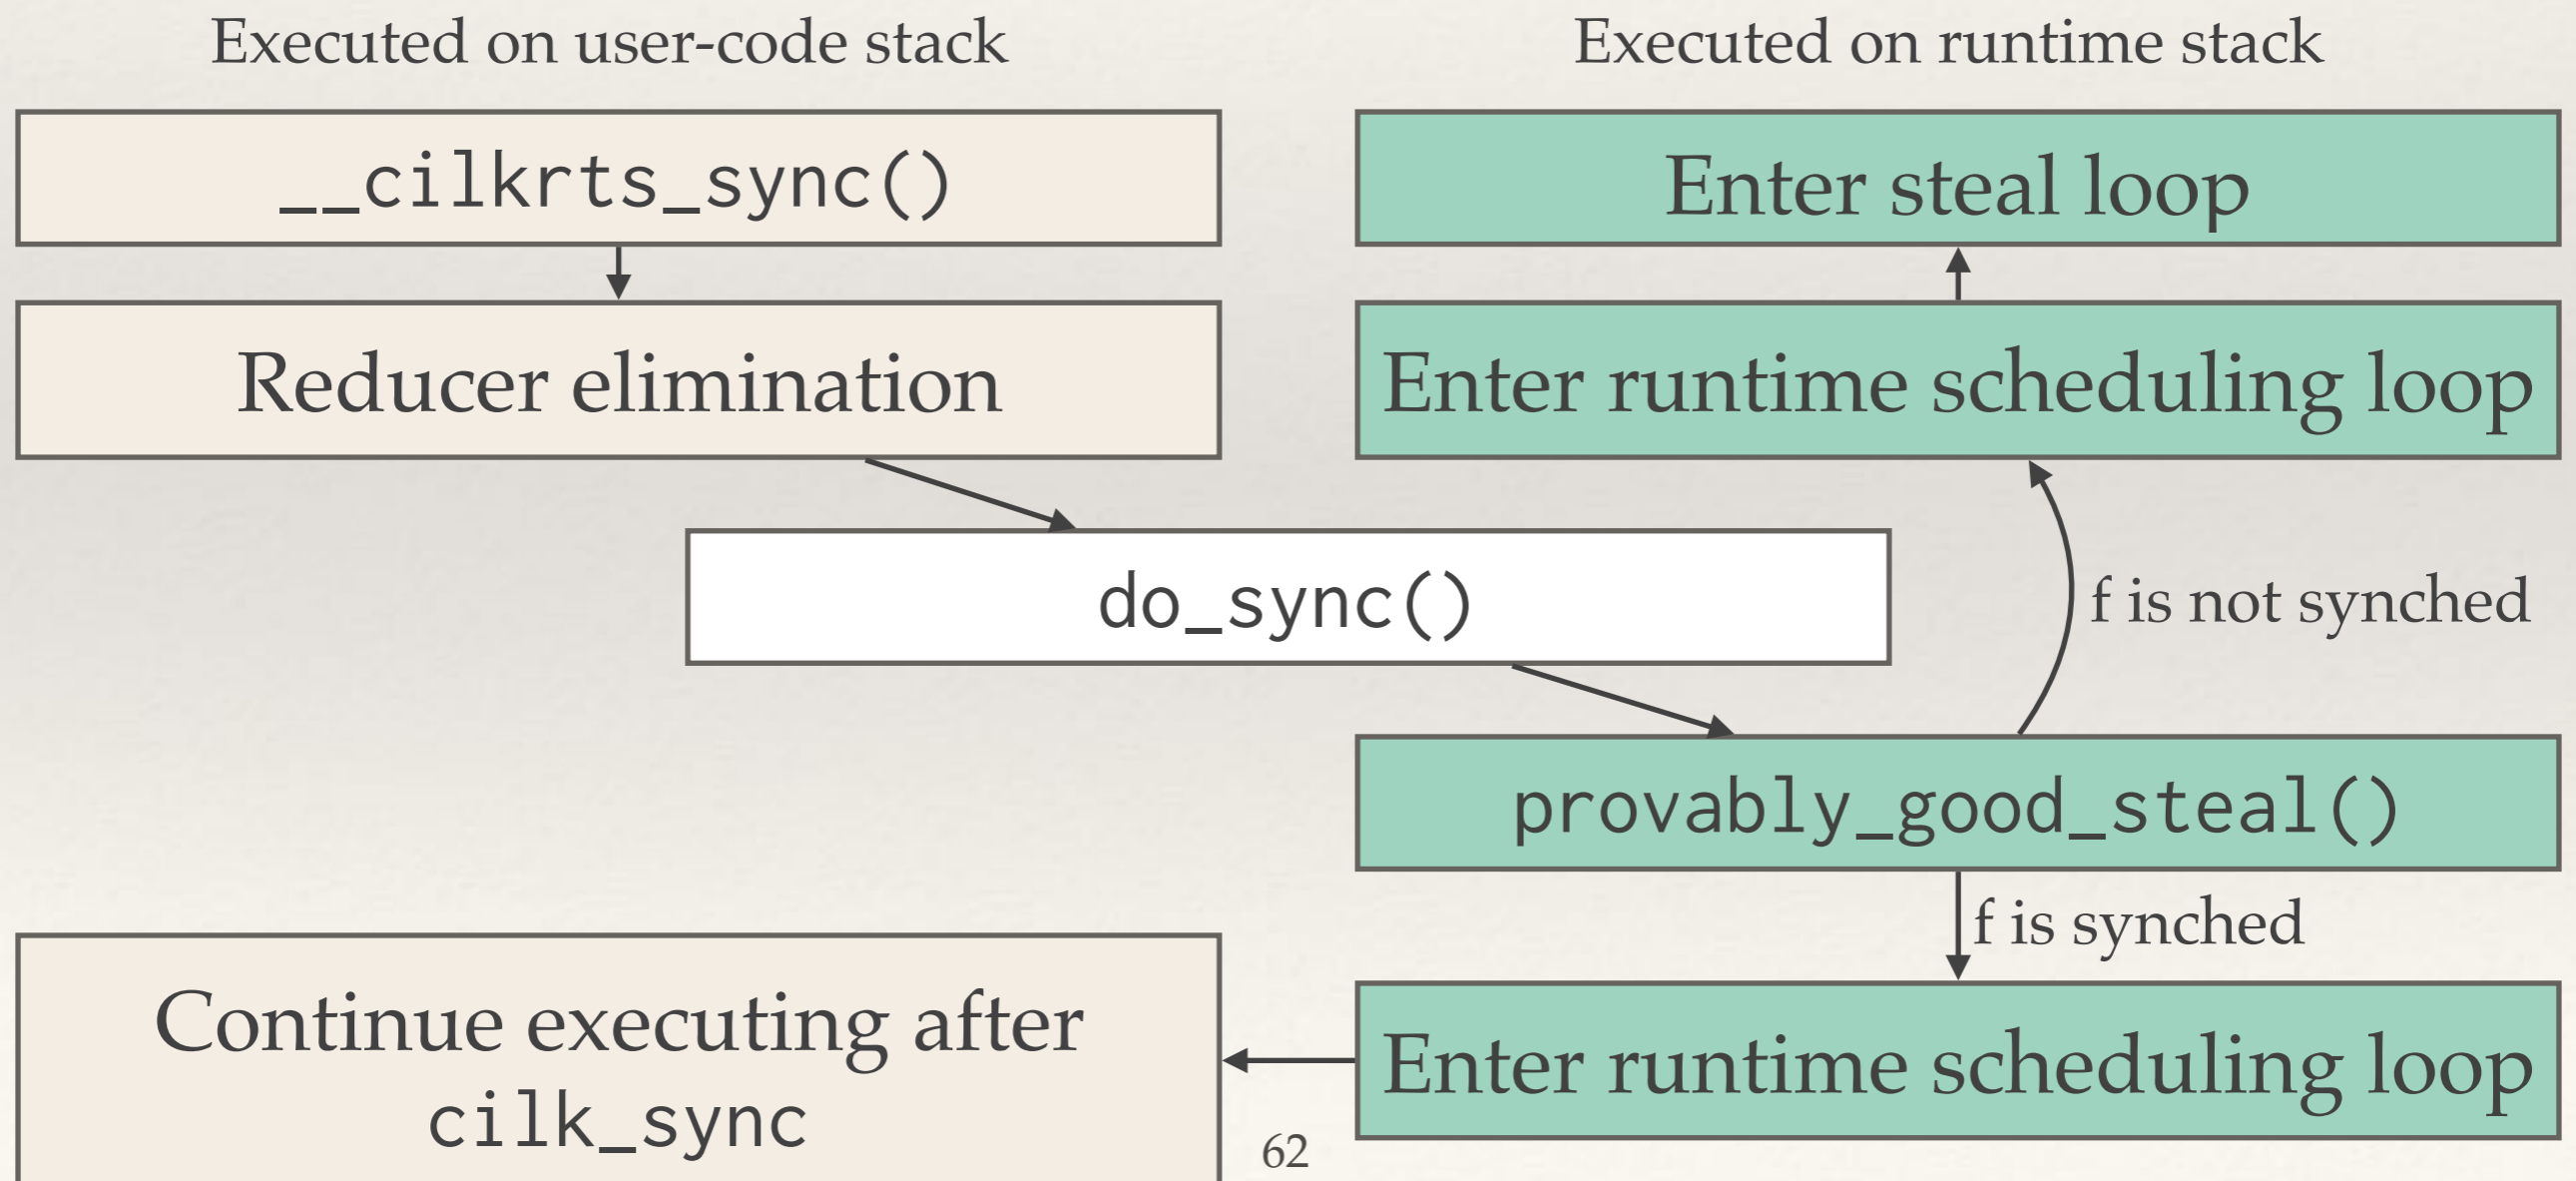 Executed on user-code stack
Executed on runtime stack
__cilkrts_sync()
Enter steal loop
Reducer elimination
Enter runtime scheduling loop
do_sync()
f is not synched
provably_good_steal()
f is synched
Continue executing after
cilk_sync
Enter runtime scheduling loop
62